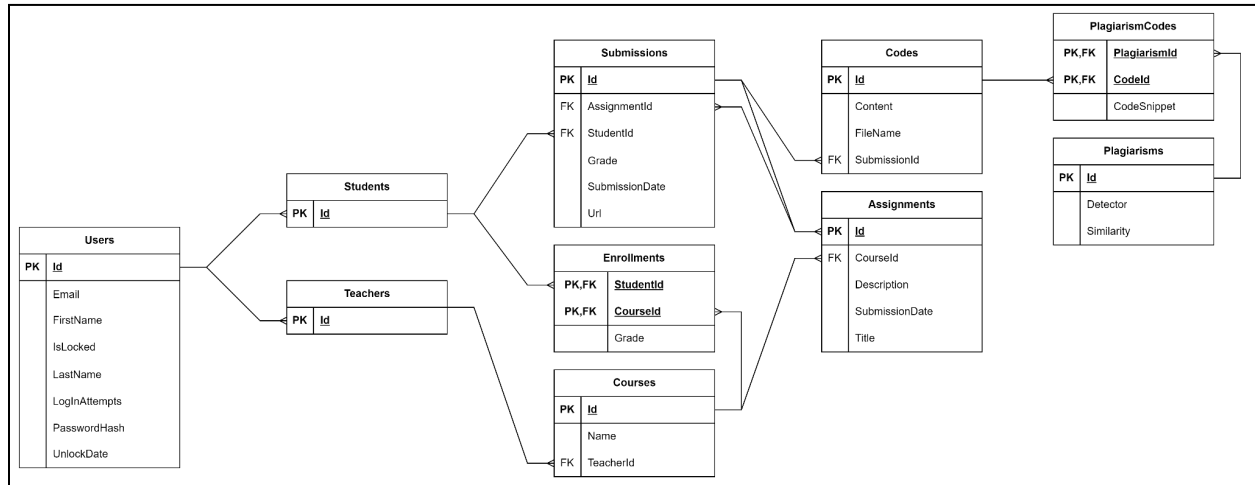 Users
PK Id
Email
FirstName
IsLocked
LastName
LogInAttempts
PasswordHash
UnlockDate
Students
PK Id
Teachers
PK Id
Submissions
PK Id
FK AssignmentId
FK StudentId
Grade
SubmissionDate
Url
Enrollments
PK,FK StudentId
PK,FK CourseId
Grade
Courses
PK Id
Name
FK TeacherId
Codes
PK Id
Content
FileName
FK SubmissionId
Assignments
PK Id
FK CourseId
Description
SubmissionDate
Title
PlagiarismCodes
PK,FK PlagiarismId
PK,FK CodeId
CodeSnippet
Plagiarisms
PK Id
Detector
Similarity